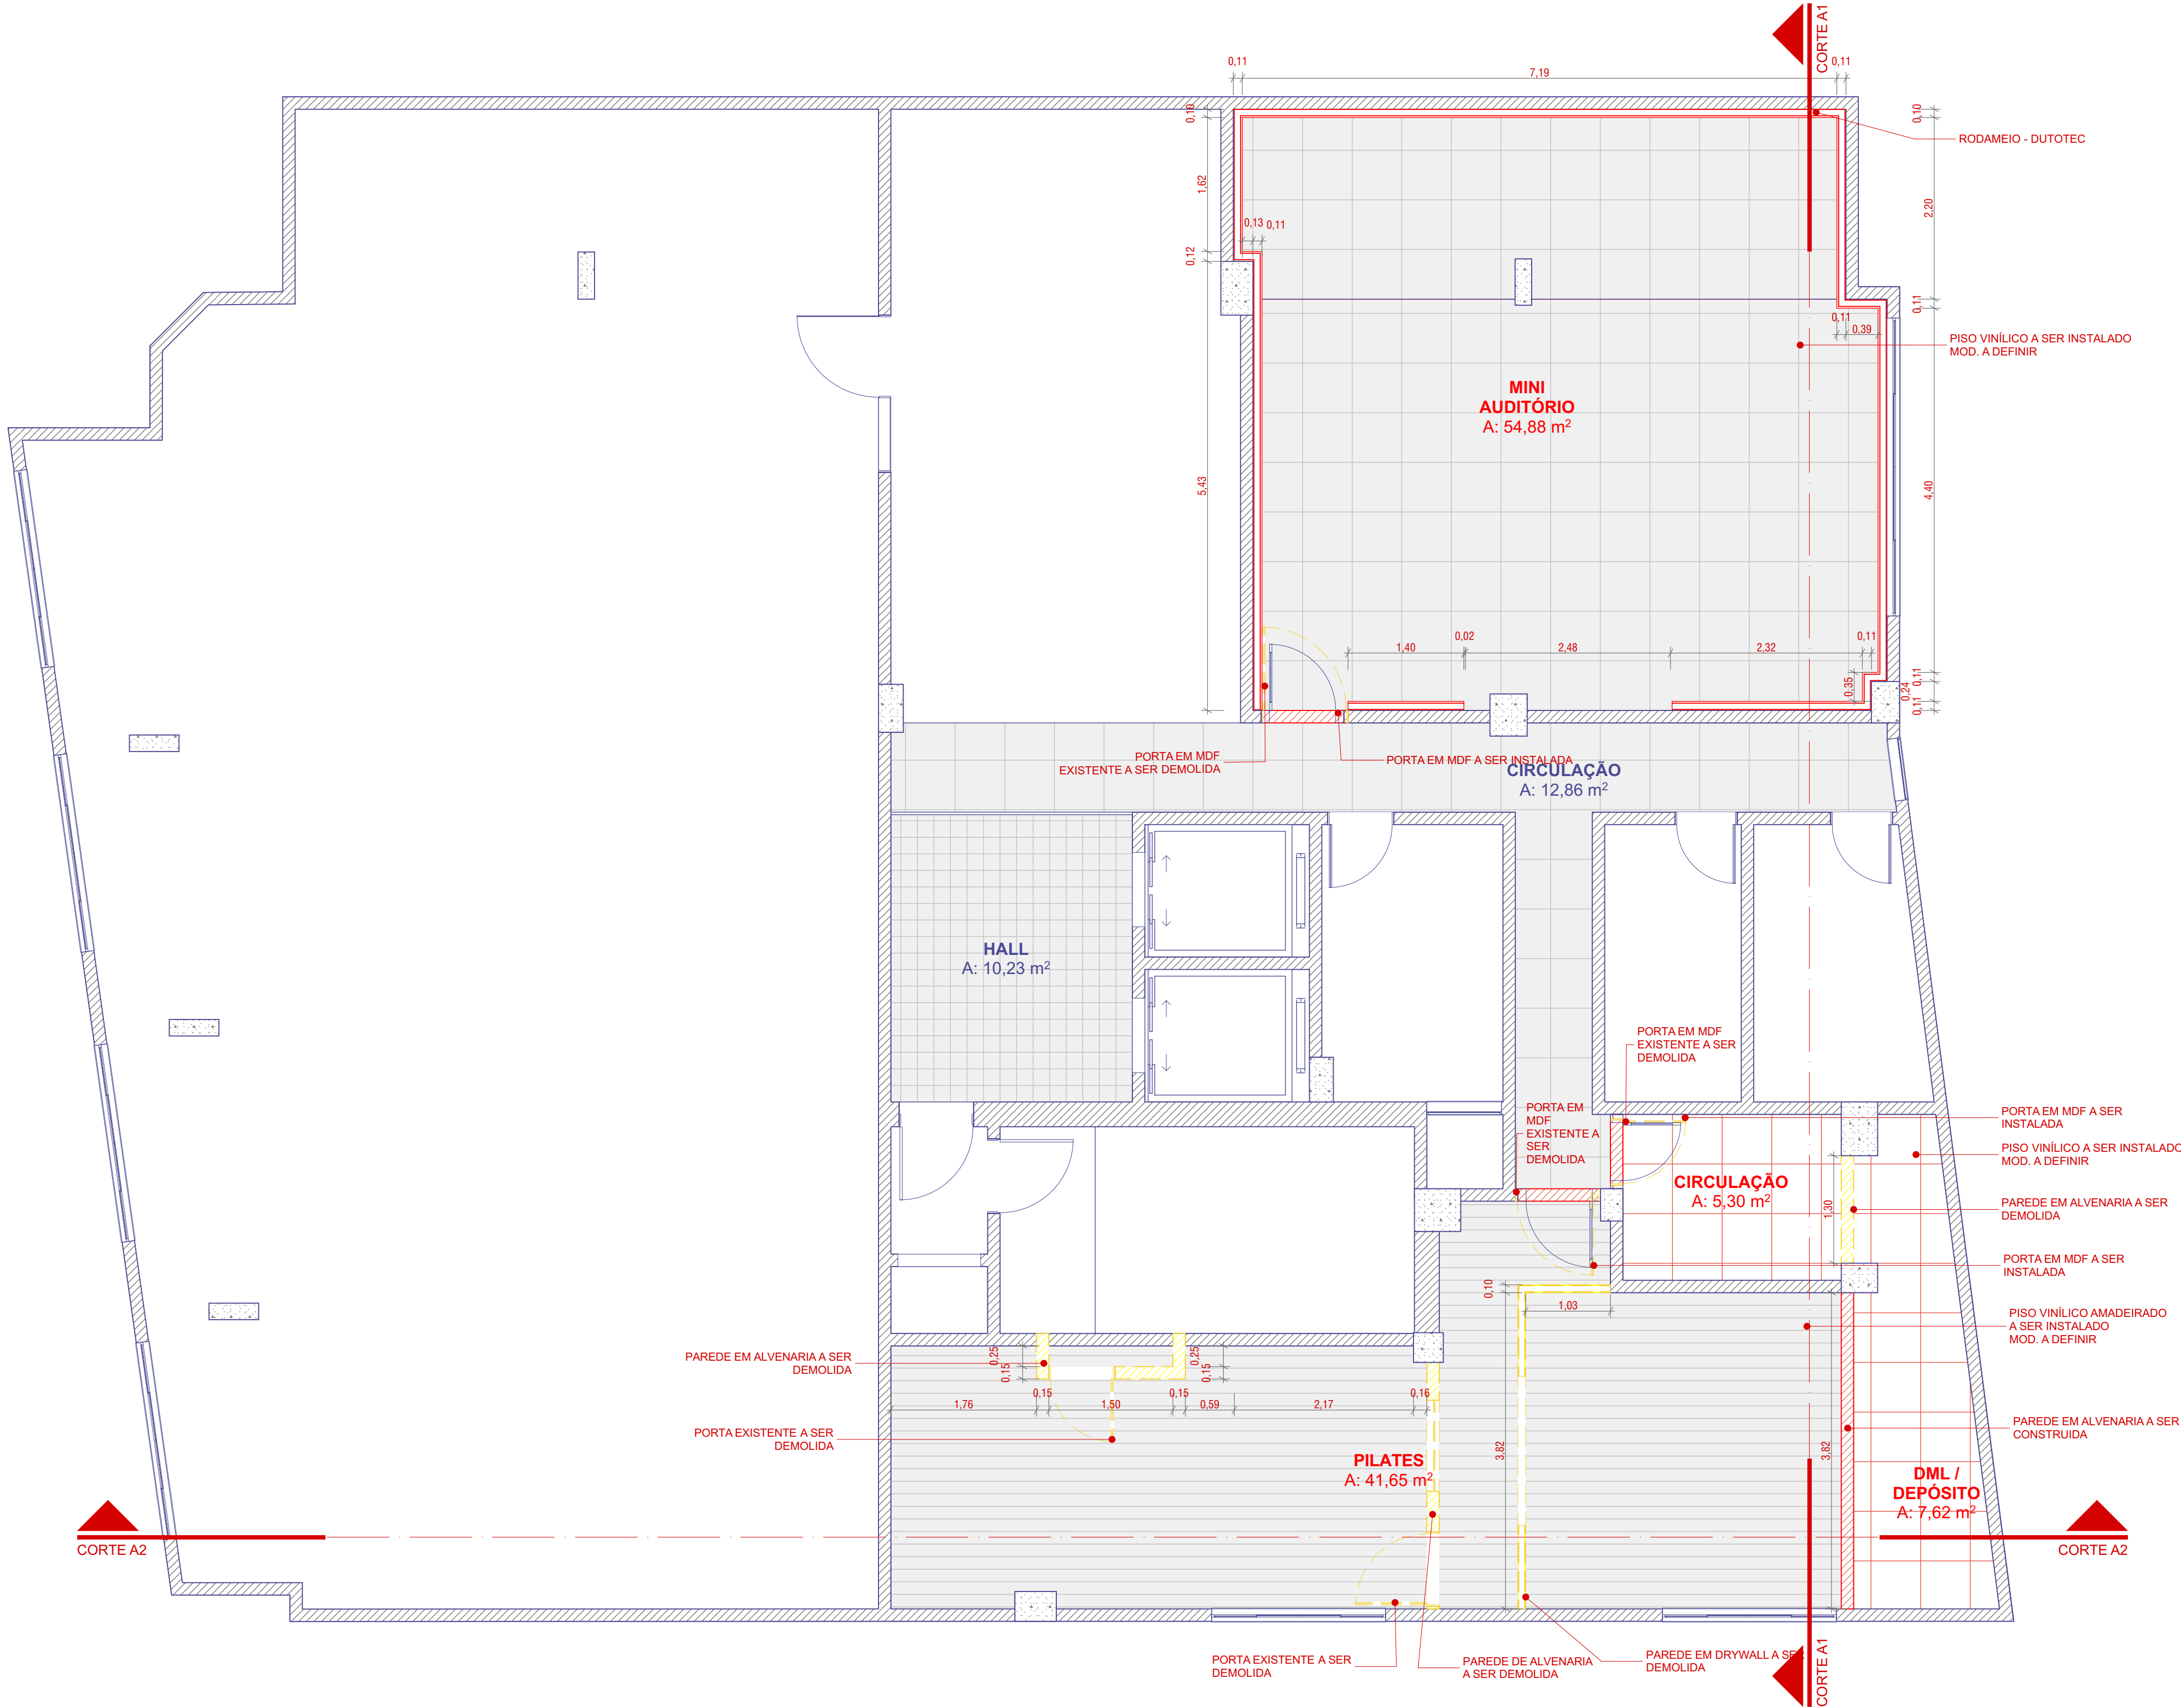 CORTE A1
0,11
7,19
0,11
0,10
0,10
RODAMEIO - DUTOTEC
1,62
2,20
0,13
0,11
0,12
0,11
0,11
0,39
PISO VINÍLICO A SER INSTALADO
MOD. A DEFINIR
MINI
AUDITÓRIO
A: 54,88 m²
5,43
4,40
0,02
1,40
2,48
2,32
0,11
0,35
0,11
0,24
0,11
PORTA EM MDF
EXISTENTE A SER DEMOLIDA
PORTA EM MDF A SER INSTALADA
CIRCULAÇÃO
A: 12,86 m²
HALL
A: 10,23 m²
PORTA EM MDF
EXISTENTE A SER
DEMOLIDA
PORTA EM
MDF
EXISTENTE A
SER
DEMOLIDA
PORTA EM MDF A SER
INSTALADA
PISO VINÍLICO A SER INSTALADO
MOD. A DEFINIR
CIRCULAÇÃO
A: 5,30 m²
1,30
PAREDE EM ALVENARIA A SER
DEMOLIDA
PORTA EM MDF A SER
INSTALADA
0,10
1,03
PISO VINÍLICO AMADEIRADO
A SER INSTALADO
MOD. A DEFINIR
PAREDE EM ALVENARIA A SER
DEMOLIDA
0,25
0,15
0,25
0,15
1,76
0,15
1,50
0,15
0,59
2,17
0,16
PORTA EXISTENTE A SER
DEMOLIDA
3,82
3,82
PAREDE EM ALVENARIA A SER
CONSTRUIDA
PILATES
A: 41,65 m²
DML /
DEPÓSITO
A: 7,62 m²
CORTE A2
CORTE A2
PORTA EXISTENTE A SER
DEMOLIDA
PAREDE DE ALVENARIA
A SER DEMOLIDA
PAREDE EM DRYWALL A SER
DEMOLIDA
CORTE A1